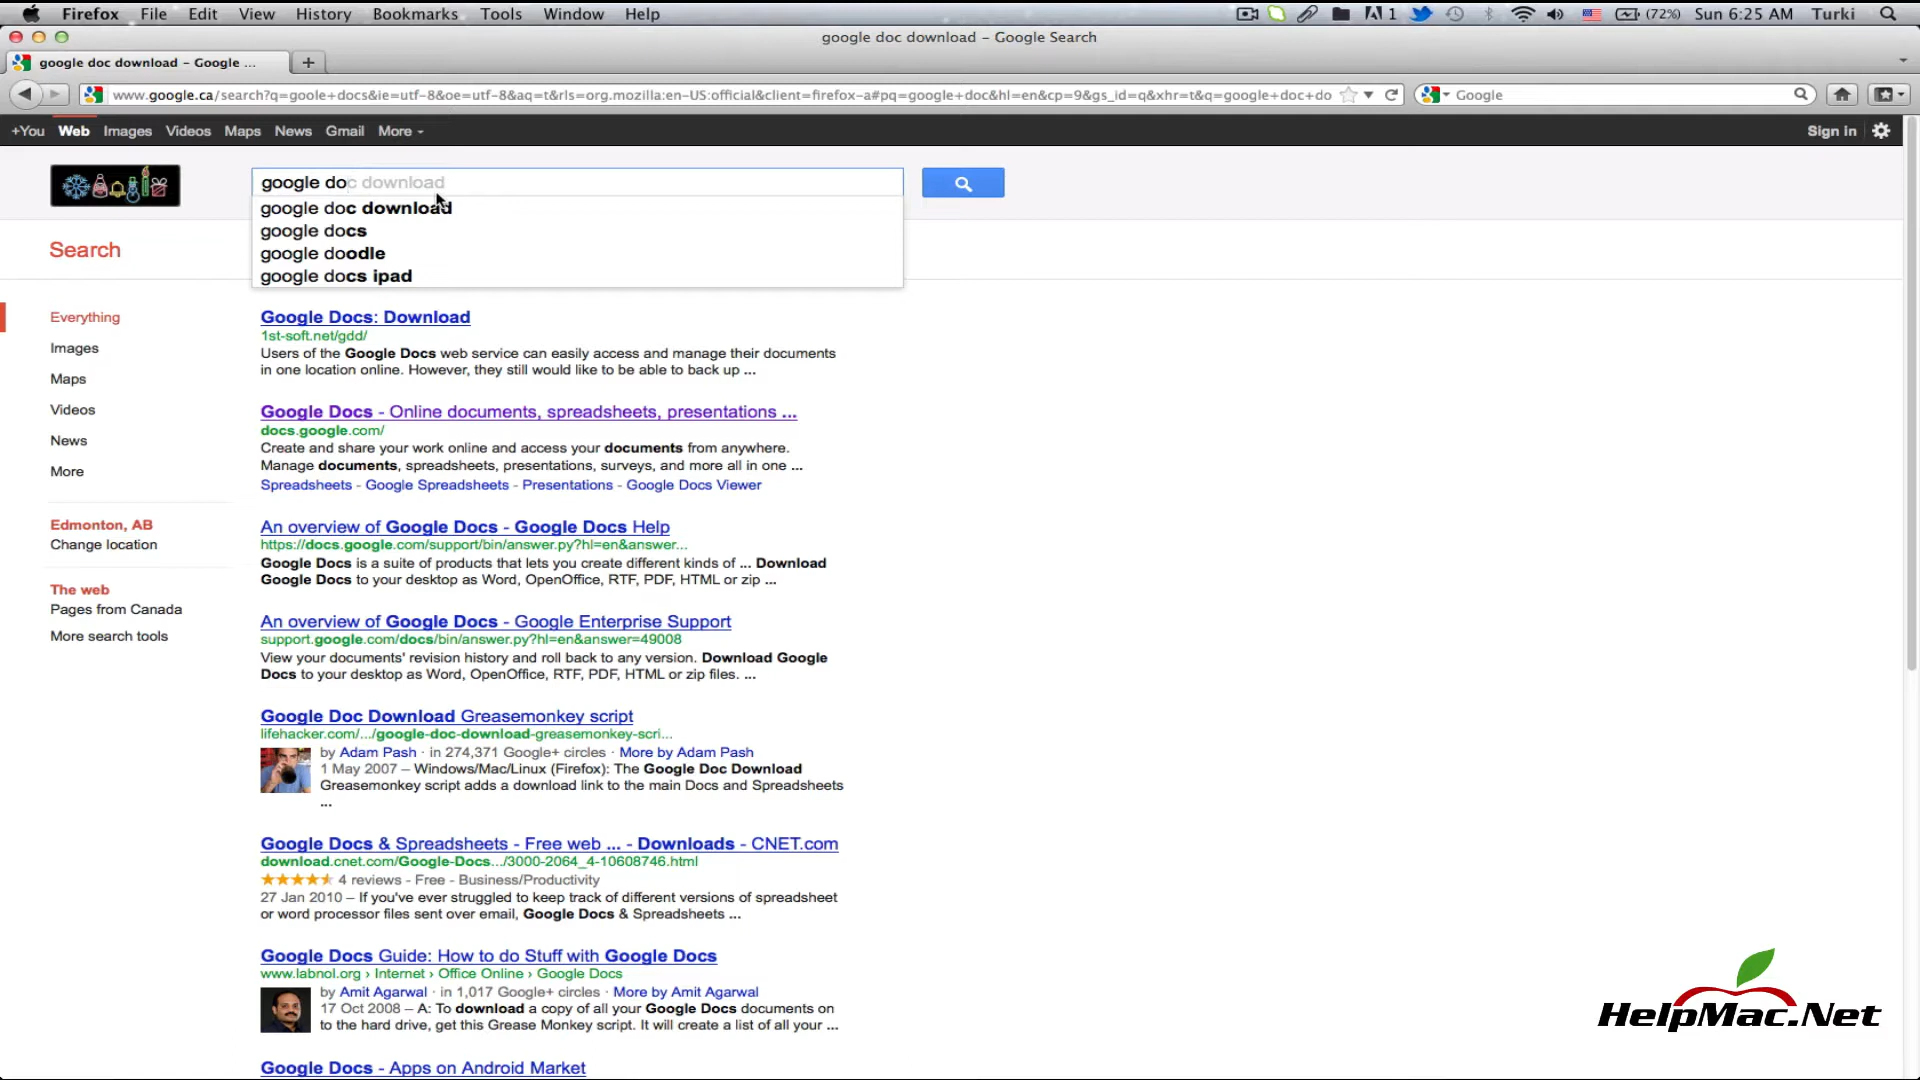 Firefox File Edit View History Bookmarks Tools Window Help
1 (72%) Sun 6:25 AM Turki
google doc download – Google Search
google doc download – Google ...
www.google.ca/search?q=goole+docs&ie=utf-8&oe=utf-8&aq=t&rls=org.mozilla:en-US:official&client=firefox-a#pq=google+doc&hl=en&cp=9&gs_id=q&xhr=t&q=google+doc+do
Google
+You Web Images Videos Maps News Gmail More
Sign in
google doc download
google doc download
google docs
google doodle
google docs ipad
Search
Everything
Images
Maps
Videos
News
More
Edmonton, AB
Change location
The web
Pages from Canada
More search tools
Google Docs: Download
1st-soft.net/gdd/
Users of the Google Docs web service can easily access and manage their documents
in one location online. However, they still would like to be able to back up ...
Google Docs - Online documents, spreadsheets, presentations ...
docs.google.com/
Create and share your work online and access your documents from anywhere.
Manage documents, spreadsheets, presentations, surveys, and more all in one ...
Spreadsheets - Google Spreadsheets - Presentations - Google Docs Viewer
An overview of Google Docs - Google Docs Help
https://docs.google.com/support/bin/answer.py?hl=en&answer...
Google Docs is a suite of products that lets you create different kinds of ... Download
Google Docs to your desktop as Word, OpenOffice, RTF, PDF, HTML or zip ...
An overview of Google Docs - Google Enterprise Support
support.google.com/docs/bin/answer.py?hl=en&answer=49008
View your documents' revision history and roll back to any version. Download Google
Docs to your desktop as Word, OpenOffice, RTF, PDF, HTML or zip files. ...
Google Doc Download Greasemonkey script
lifehacker.com/.../google-doc-download-greasemonkey-scri...
by Adam Pash · in 274,371 Google+ circles · More by Adam Pash
1 May 2007 – Windows/Mac/Linux (Firefox): The Google Doc Download
Greasemonkey script adds a download link to the main Docs and Spreadsheets
...
Google Docs & Spreadsheets - Free web ... - Downloads - CNET.com
download.cnet.com/Google-Docs.../3000-2064_4-10608746.html
4 reviews - Free - Business/Productivity
27 Jan 2010 – If you've ever struggled to keep track of different versions of spreadsheet
or word processor files sent over email, Google Docs & Spreadsheets ...
Google Docs Guide: How to do Stuff with Google Docs
www.labnol.org › Internet › Office Online › Google Docs
by Amit Agarwal · in 1,017 Google+ circles · More by Amit Agarwal
17 Oct 2008 – A: To download a copy of all your Google Docs documents on
to the hard drive, get this Grease Monkey script. It will create a list of all your ...
Google Docs - Apps on Android Market
HelpMac.Net